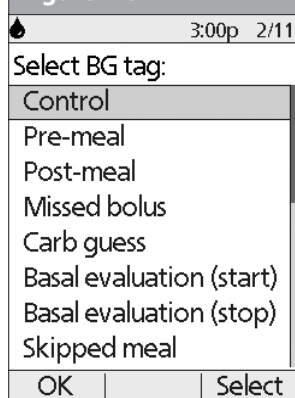 3:00p 2/11
Select BG tag:
Control
Pre-meal
Post-meal
Missed bolus
Carb guess
Basal evaluation (start)
Basal evaluation (stop)
Skipped meal
OK Select